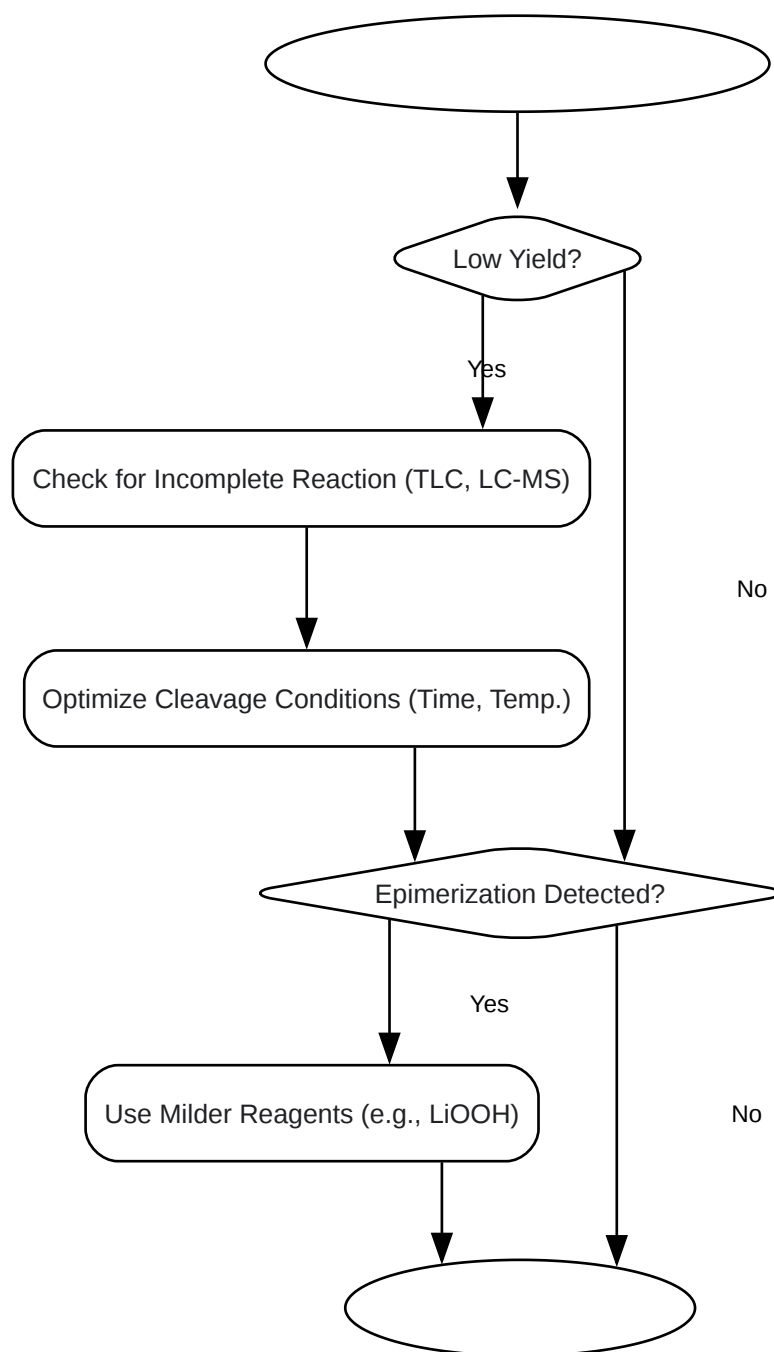 Low Yield?
Yes
Check for Incomplete Reaction (TLC, LC-MS)
No
Optimize Cleavage Conditions (Time, Temp.)
Epimerization Detected?
Yes
Use Milder Reagents (e.g., LiOOH)
No